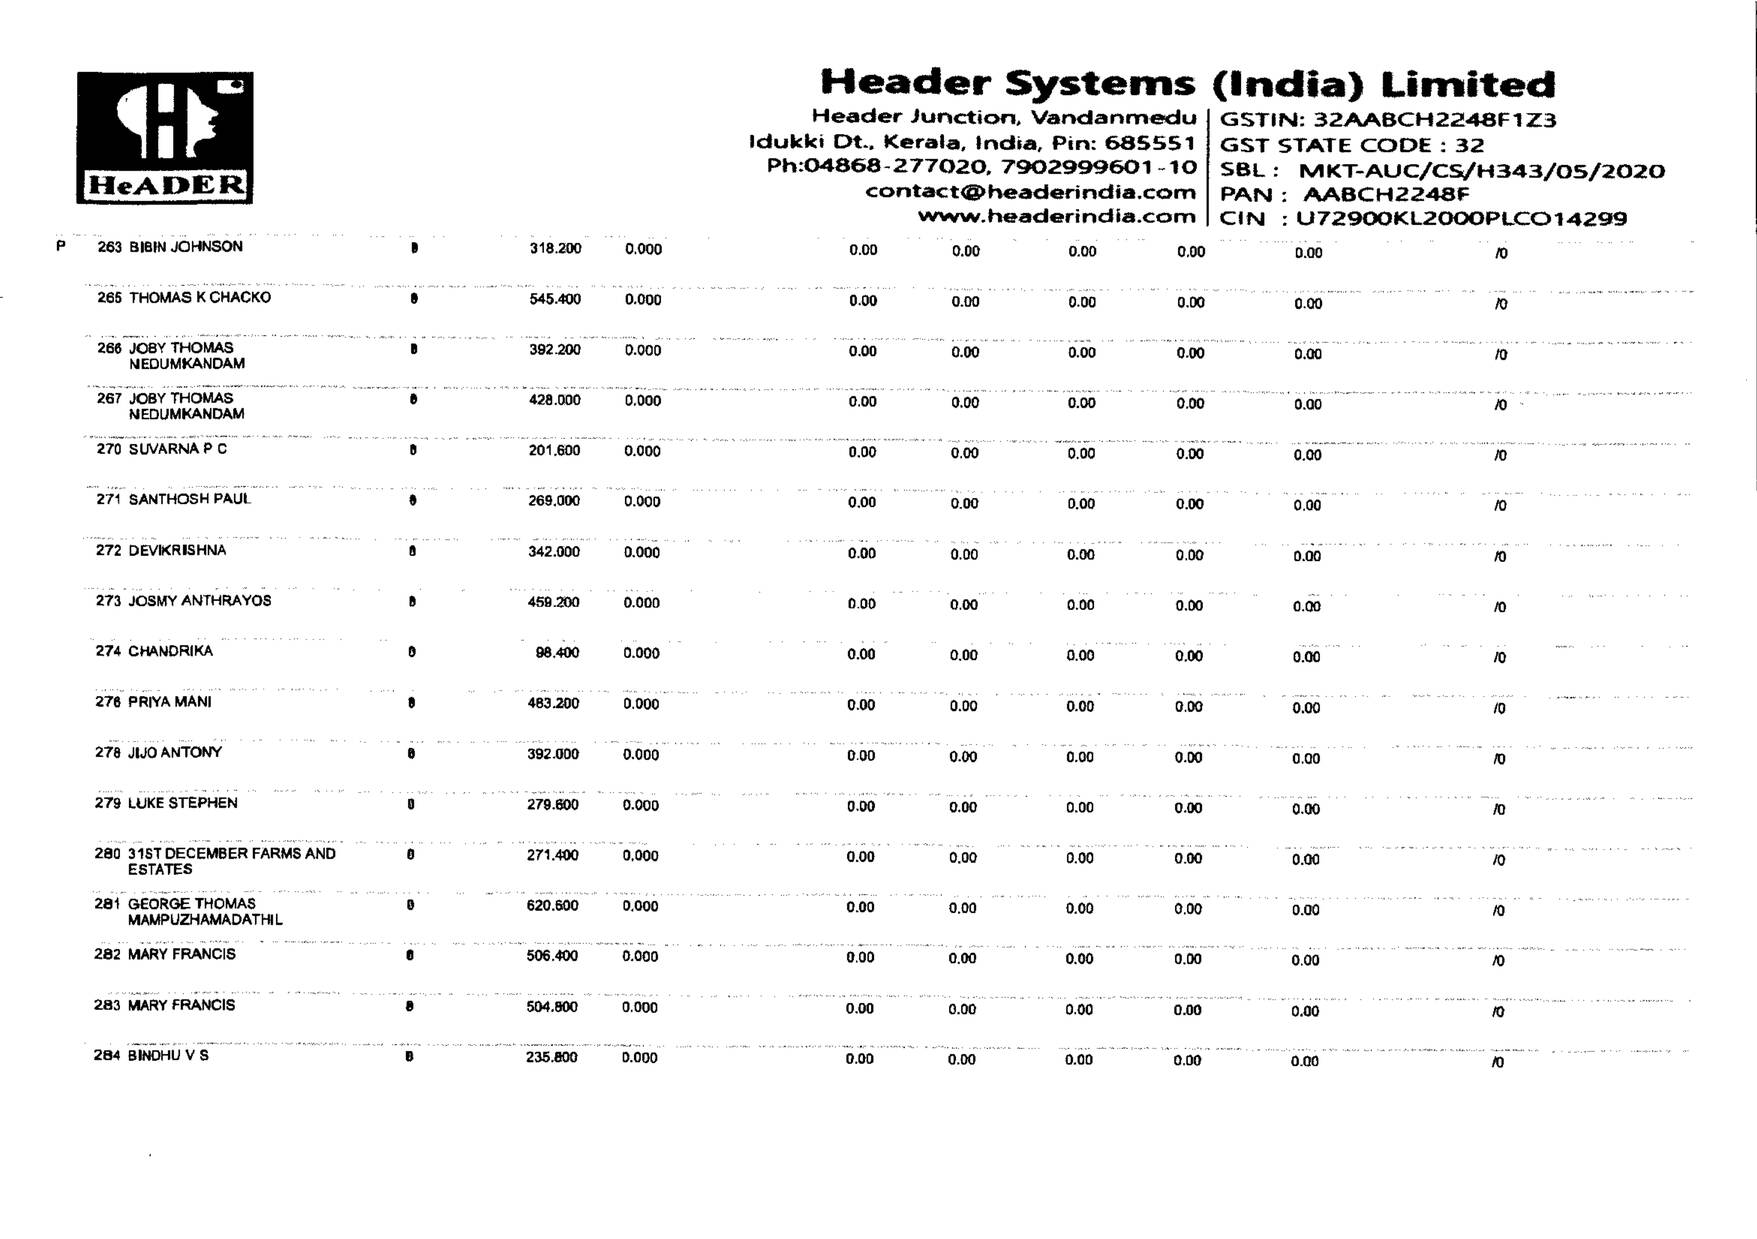 HeADER
Header Systems (India) Limited
Header Junction, Vandanmedu
Idukki Dt., Kerala, India, Pin: 685551
Ph:04868-277020, 7902999601-10
contact@headerindia.com
www.headerindia.com
GSTIN: 32AABCH2248F1Z3
GST STATE CODE : 32
SBL : MKT-AUC/CS/H343/05/2020
PAN : AABCH2248F
CIN : U72900KL2000PLCO14299
P 263 BIBIN JOHNSON 318.200 0.000 0.00 0.00 0.00 0.00 0.00 /0
265 THOMAS K CHACKO 545.400 0.000 0.00 0.00 0.00 0.00 0.00 /0
266 JOBY THOMAS 392.200 0.000 0.00 0.00 0.00 0.00 0.00 /0
NEDUMKANDAM
267 JOBY THOMAS 428.000 0.000 0.00 0.00 0.00 0.00 0.00 /0
NEDUMKANDAM
270 SUVARNA P C 201.600 0.000 0.00 0.00 0.00 0.00 0.00 /0
271 SANTHOSH PAUL 269.000 0.000 0.00 0.00 0.00 0.00 0.00 /0
272 DEVIKRISHNA 342.000 0.000 0.00 0.00 0.00 0.00 0.00 /0
273 JOSMY ANTHRAYOS 459.200 0.000 0.00 0.00 0.00 0.00 0.00 /0
274 CHANDRIKA 98.400 0.000 0.00 0.00 0.00 0.00 0.00 /0
276 PRIYA MANI 483.200 0.000 0.00 0.00 0.00 0.00 0.00 /0
278 JIJO ANTONY 392.000 0.000 0.00 0.00 0.00 0.00 0.00 /0
279 LUKE STEPHEN 279.600 0.000 0.00 0.00 0.00 0.00 0.00 /0
280 31ST DECEMBER FARMS AND 271.400 0.000 0.00 0.00 0.00 0.00 0.00 /0
ESTATES
281 GEORGE THOMAS 620.600 0.000 0.00 0.00 0.00 0.00 0.00 /0
MAMPUZHAMADATHIL
282 MARY FRANCIS 506.400 0.000 0.00 0.00 0.00 0.00 0.00 /0
283 MARY FRANCIS 504.800 0.000 0.00 0.00 0.00 0.00 0.00 /0
284 BINDHU V S 235.800 0.000 0.00 0.00 0.00 0.00 0.00 /0